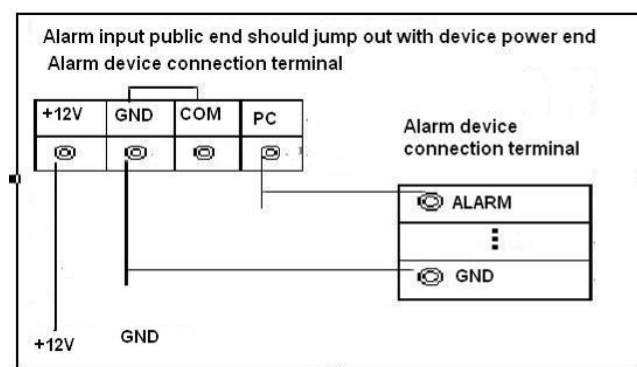 Alarm input public end should jump out with device power end
Alarm device connection terminal
+12V GND COM PC
Alarm device
connection terminal
ALARM
GND
+12V GND